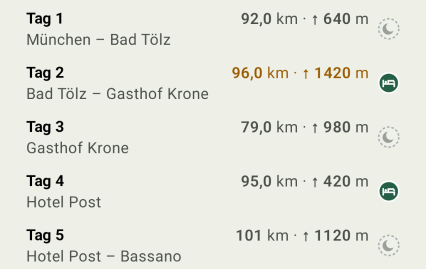 Tag 1
92,0 km · ↑ 640 m
München – Bad Tölz
Tag 2
96,0 km · ↑ 1420 m
Bad Tölz – Gasthof Krone
Tag 3
79,0 km · ↑ 980 m
Gasthof Krone
Tag 4
95,0 km · ↑ 420 m
Hotel Post
Tag 5
101 km · ↑ 1120 m
Hotel Post – Bassano